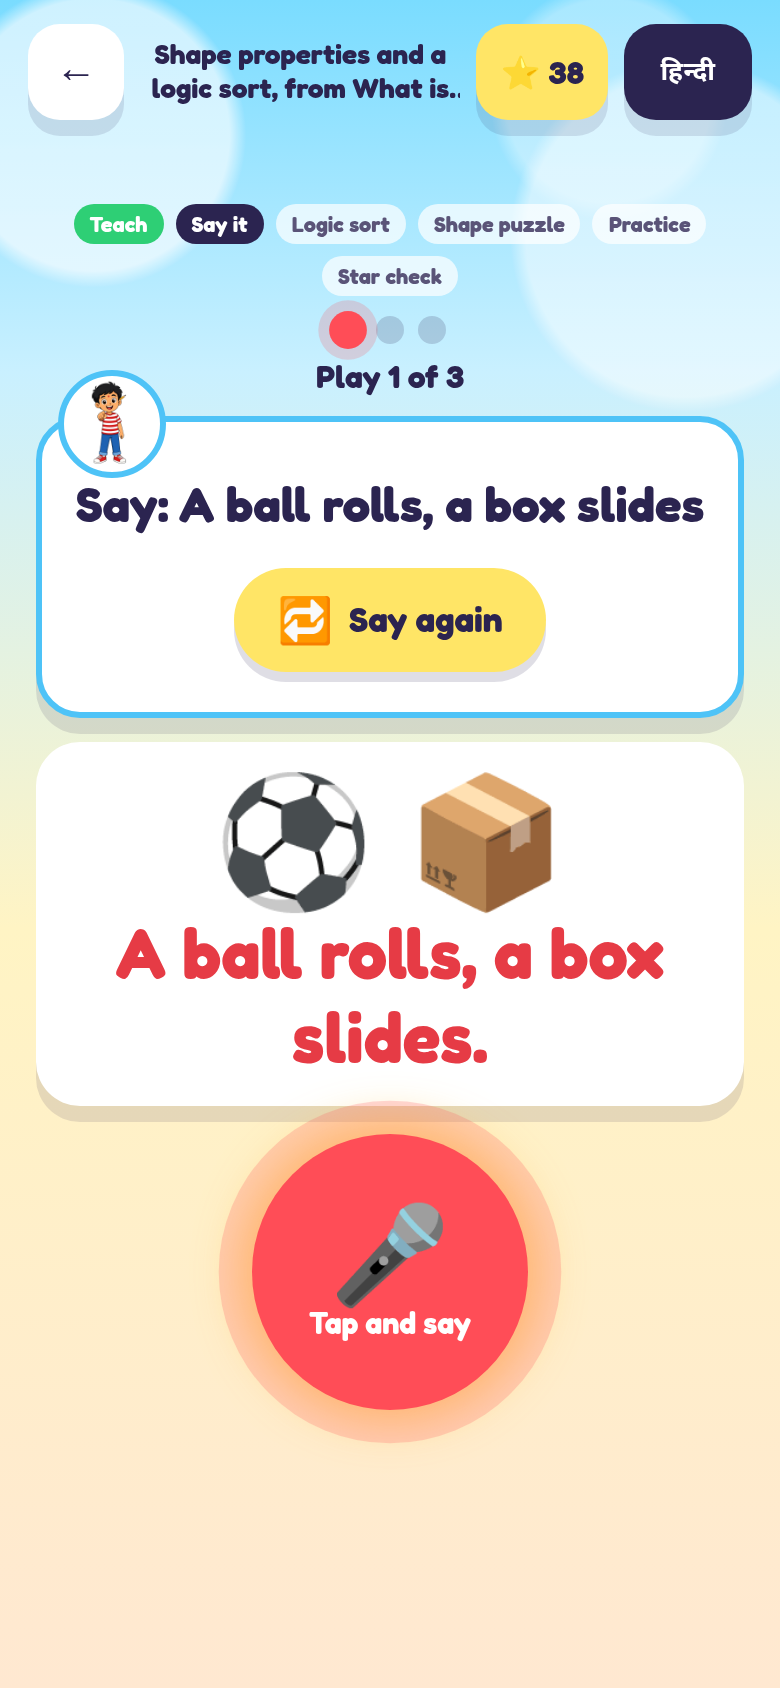 ←
Shape properties and a
logic sort, from What is..
⭐ 38
हिन्दी
Teach
Say it
Logic sort
Shape puzzle
Practice
Star check
Play 1 of 3
Say: A ball rolls, a box slides
🔁 Say again
A ball rolls, a box
slides.
Tap and say